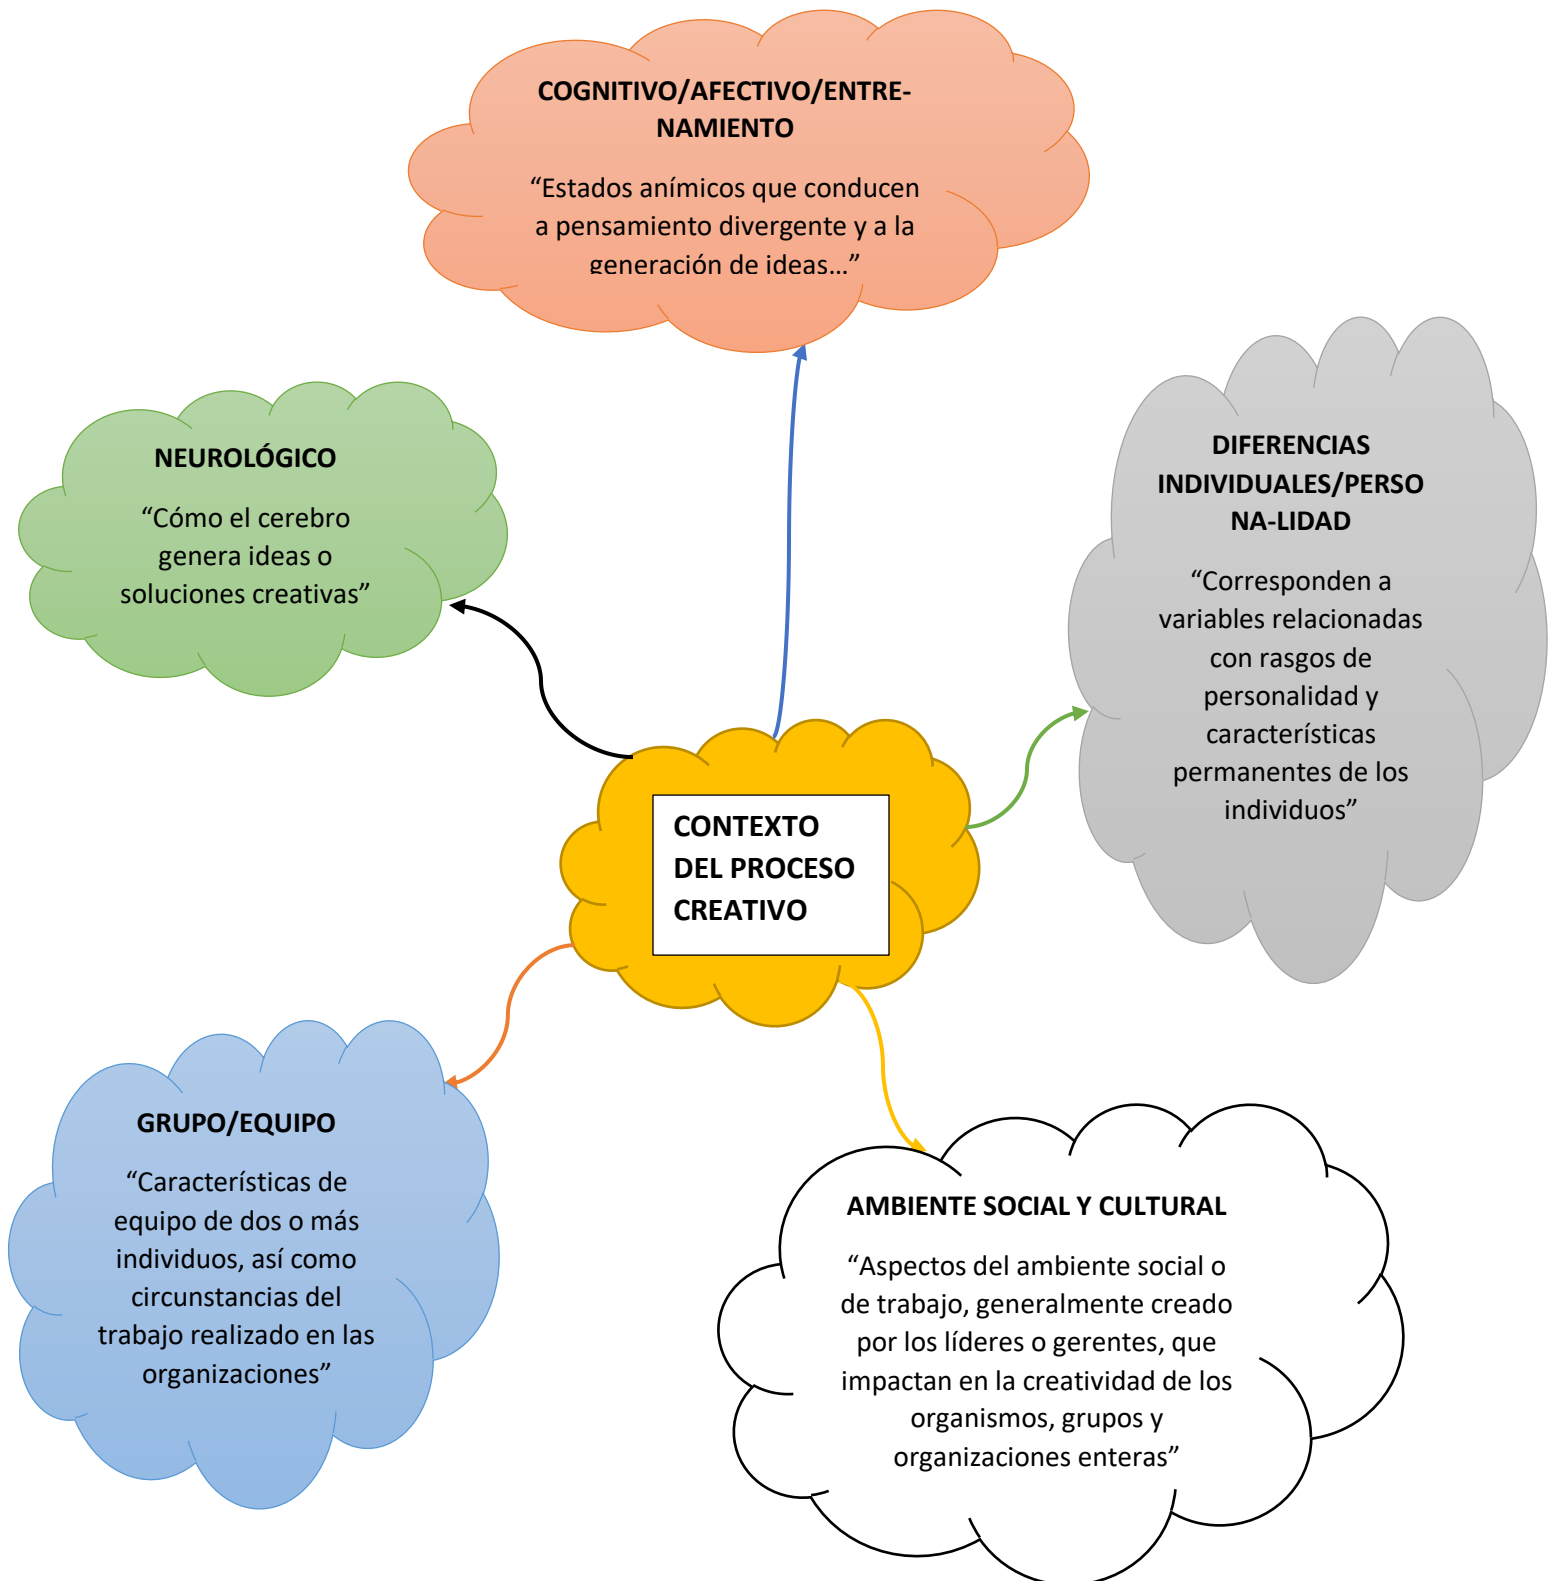 COGNITIVO/AFECTIVO/ENTRE-
NAMIENTO
“Estados anímicos que conducen
a pensamiento divergente y a la
generación de ideas…”
NEUROLÓGICO
“Cómo el cerebro
genera ideas o
soluciones creativas”
DIFERENCIAS
INDIVIDUALES/PERSO
NA-LIDAD
“Corresponden a
variables relacionadas
con rasgos de
personalidad y
características
permanentes de los
individuos”
CONTEXTO
DEL PROCESO
CREATIVO
GRUPO/EQUIPO
“Características de
equipo de dos o más
individuos, así como
circunstancias del
trabajo realizado en las
organizaciones”
AMBIENTE SOCIAL Y CULTURAL
“Aspectos del ambiente social o
de trabajo, generalmente creado
por los líderes o gerentes, que
impactan en la creatividad de los
organismos, grupos y
organizaciones enteras”